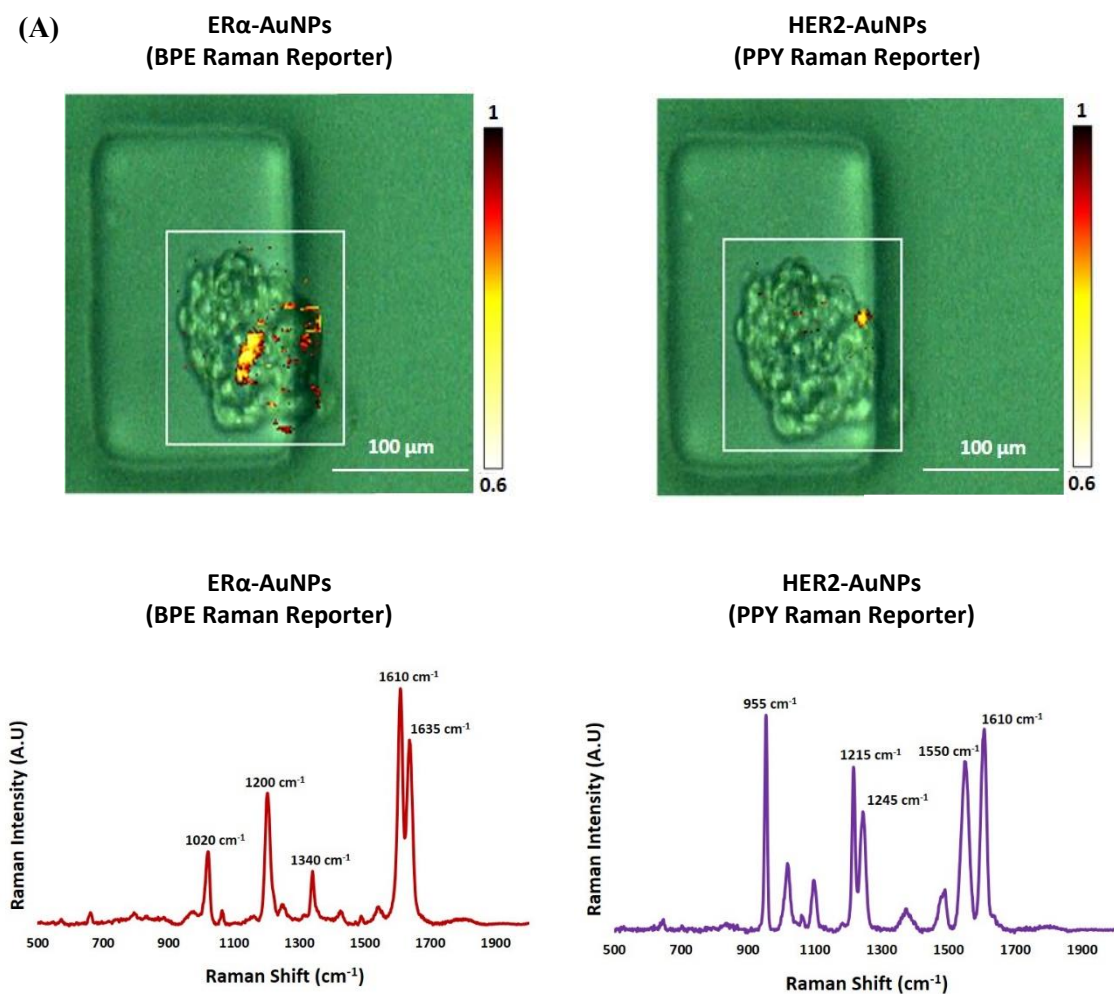 (A)
ERα-AuNPs
(BPE Raman Reporter)
HER2-AuNPs
(PPY Raman Reporter)
1
100 µm
0.6
1
100 µm
0.6
ERα-AuNPs
(BPE Raman Reporter)
HER2-AuNPs
(PPY Raman Reporter)
Raman Intensity (A.U)
1020 cm⁻¹
1200 cm⁻¹
1340 cm⁻¹
1610 cm⁻¹
1635 cm⁻¹
500 700 900 1100 1300 1500 1700 1900
Raman Shift (cm⁻¹)
Raman Intensity (A.U)
955 cm⁻¹
1215 cm⁻¹
1245 cm⁻¹
1550 cm⁻¹
1610 cm⁻¹
500 700 900 1100 1300 1500 1700 1900
Raman Shift (cm⁻¹)